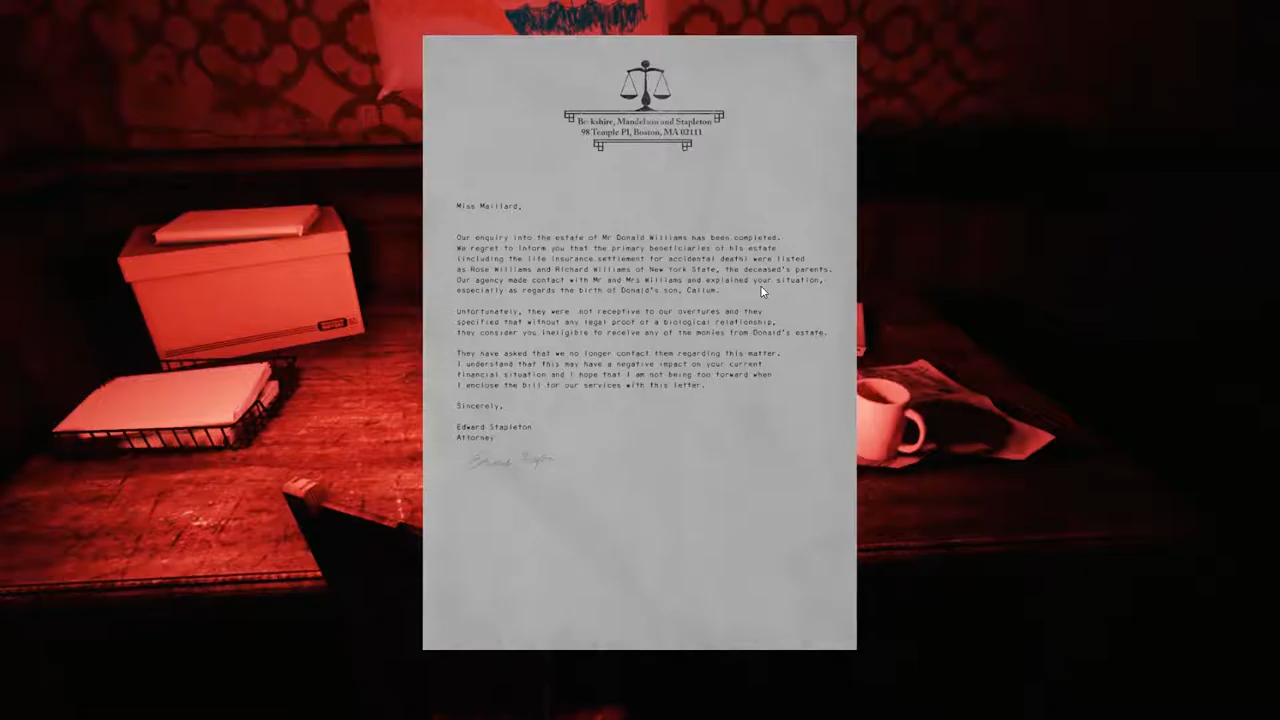 Berkshire, Mandelson and Stapleton
98 Temple Pl, Boston, MA 02111
Miss Maillard,
Our enquiry into the estate of Mr Donald Williams has been completed.
We regret to inform you that the primary beneficiaries of his estate
(including the life insurance settlement for accidental death) were listed
as Rose Williams and Richard Williams of New York State, the deceased's parents.
Our agency made contact with Mr and Mrs Williams and explained your situation,
especially as regards the birth of Donald's son, Callum.
Unfortunately, they were not receptive to our overtures and they
specified that without any legal proof of a biological relationship,
they consider you ineligible to receive any of the monies from Donald's estate.
They have asked that we no longer contact them regarding this matter.
I understand that this may have a negative impact on your current
financial situation and I hope that I am not being too forward when
I enclose the bill for our services with this letter.
Sincerely,
Edward Stapleton
Attorney